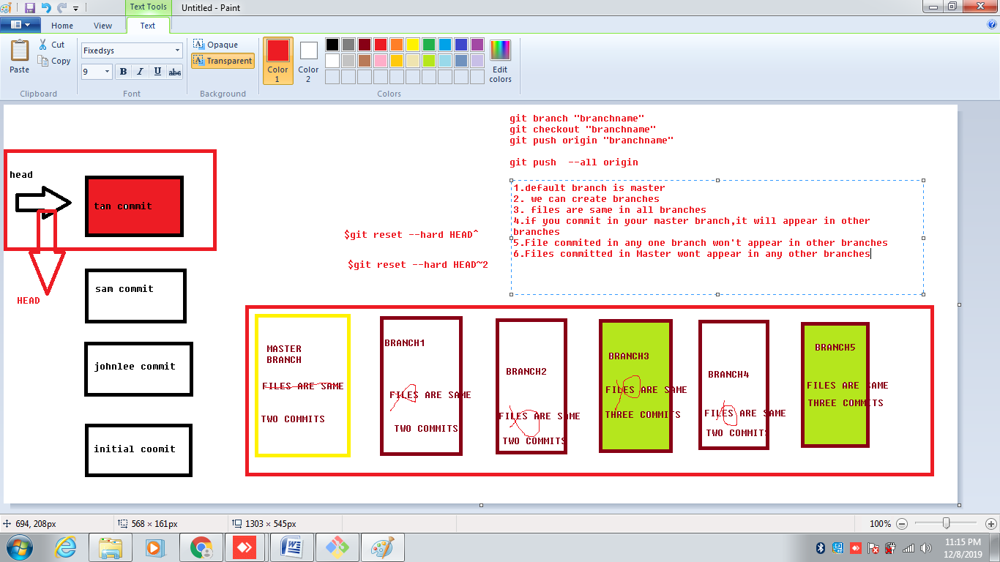 Text Tools
Untitled - Paint
Home
View
Text
Paste
Cut
Copy
Clipboard
Fixedsys
9
B I U abc
Font
Opaque
Transparent
Background
Color
1
Color
2
Edit
colors
Colors
git branch "branchname"
git checkout "branchname"
git push origin "branchname"
git push --all origin
1.default branch is master
2. we can create branches
3. files are same in all branches
4.if you commit in your master branch,it will appear in other
branches
5.File commited in any one branch won't appear in other branches
6.Files committed in Master wont appear in any other branches
head
tan commit
HEAD
sam commit
johnlee commit
initial coomit
$git reset --hard HEAD^
$git reset --hard HEAD~2
MASTER
BRANCH
FILES ARE SAME
TWO COMMITS
BRANCH1
FILES ARE SAME
TWO COMMITS
BRANCH2
FILES ARE SAME
TWO COMMITS
BRANCH3
FILES ARE SAME
THREE COMMITS
BRANCH4
FILES ARE SAME
TWO COMMITS
BRANCH5
FILES ARE SAME
THREE COMMITS
694, 208px
568 × 161px
1303 × 545px
100%
11:15 PM
12/8/2019